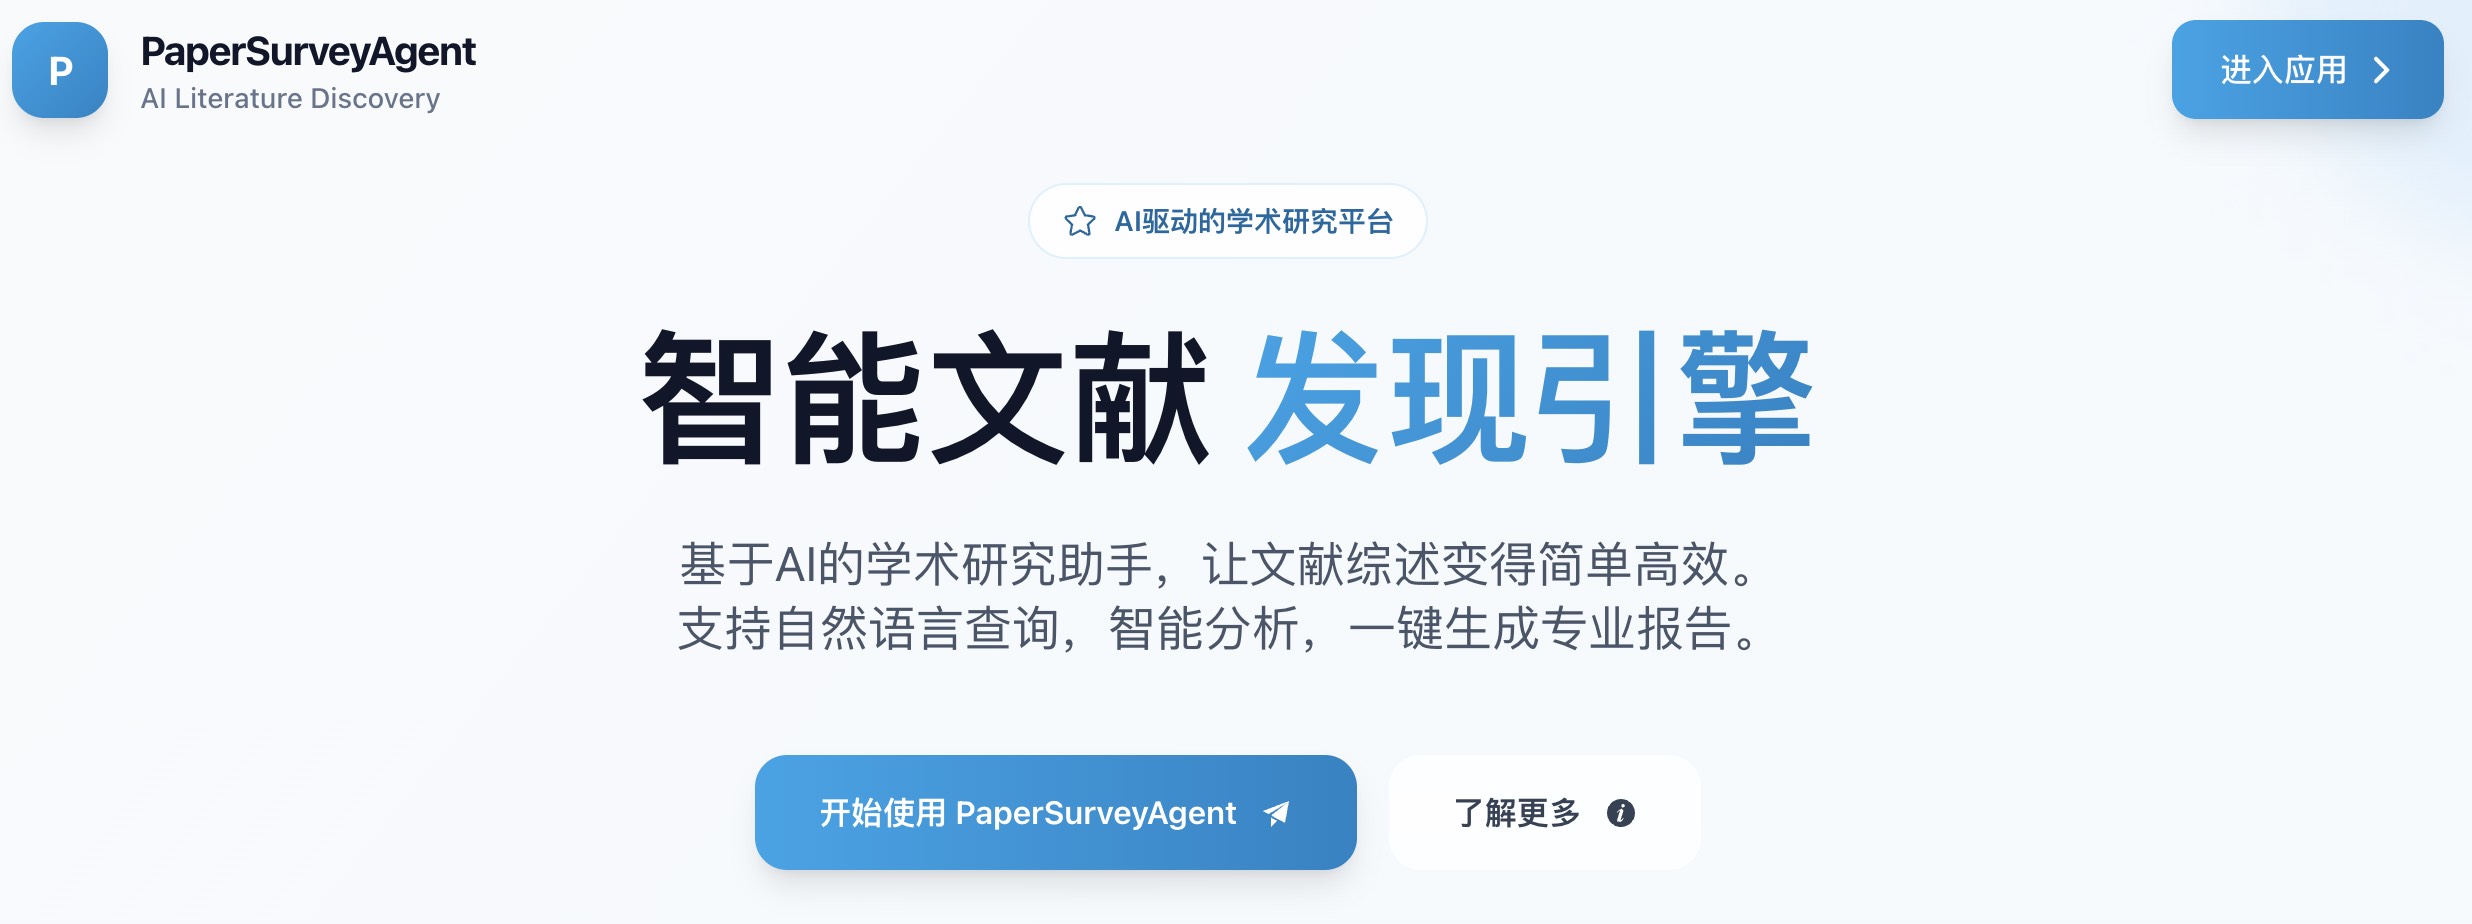 P
PaperSurveyAgent
AI Literature Discovery
进入应用
AI驱动的学术研究平台
智能文献 发现引擎
基于AI的学术研究助手，让文献综述变得简单高效。
支持自然语言查询，智能分析，一键生成专业报告。
开始使用 PaperSurveyAgent
了解更多